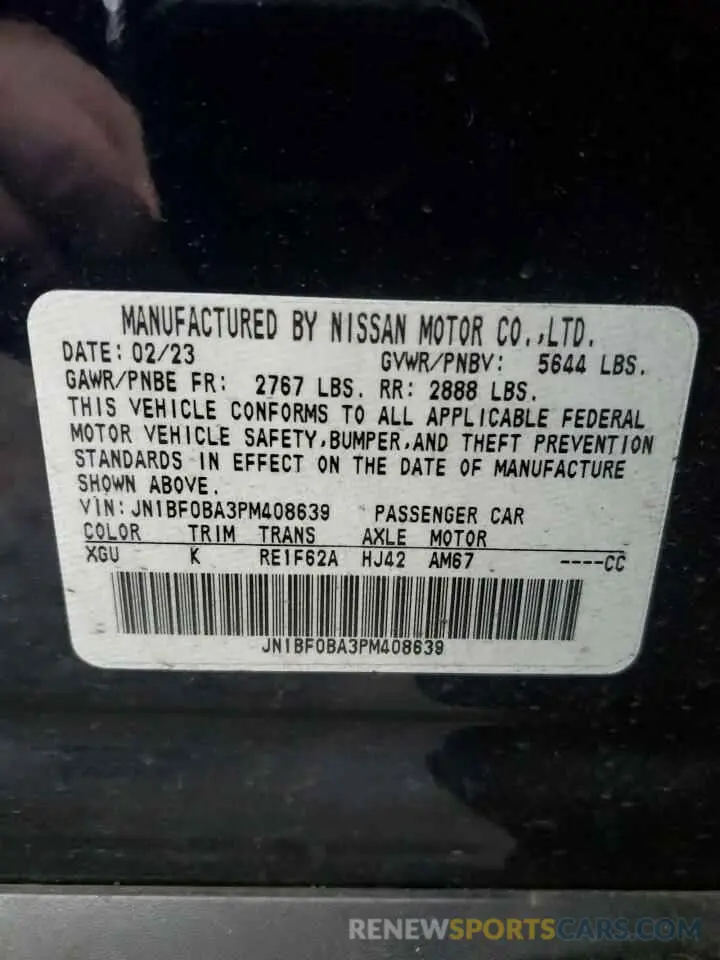 MANUFACTURED BY NISSAN MOTOR CO.,LTD.
DATE: 02/23 GVWR/PNBV: 5644 LBS.
GAWR/PNBE FR: 2767 LBS. RR: 2888 LBS.
THIS VEHICLE CONFORMS TO ALL APPLICABLE FEDERAL
MOTOR VEHICLE SAFETY,BUMPER,AND THEFT PREVENTION
STANDARDS IN EFFECT ON THE DATE OF MANUFACTURE
SHOWN ABOVE.
VIN: JN1BF0BA3PM408639 PASSENGER CAR
COLOR TRIM TRANS AXLE MOTOR
XGU K RE1F62A HJ42 AM67 ----CC
JN1BF0BA3PM408639
RENEWSPORTSCARS.COM